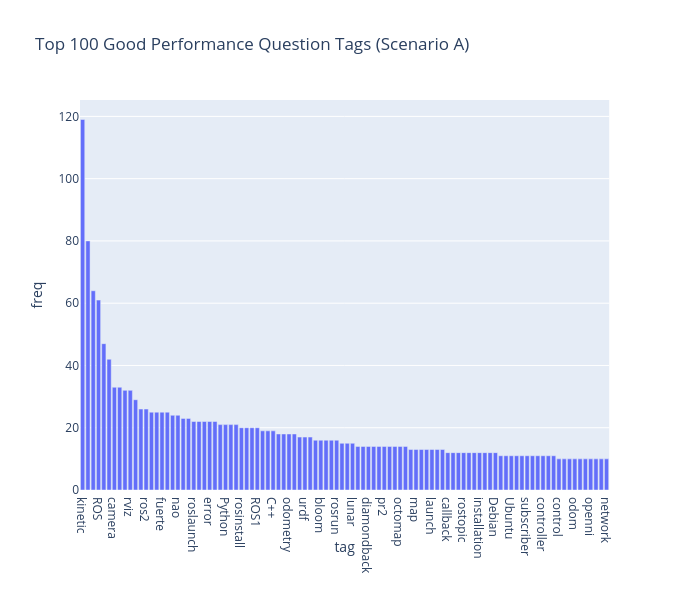 Top 100 Good Performance Question Tags (Scenario A)
120
100
80
60
40
20
0
freq
kinetic
ROS
camera
rviz
ros2
fuerte
nao
roslaunch
error
Python
rosinstall
ROS1
C++
odometry
urdf
bloom
rosrun
lunar
diamondback
pr2
octomap
map
launch
callback
rostopic
installation
Debian
Ubuntu
subscriber
controller
control
odom
openni
network
tag